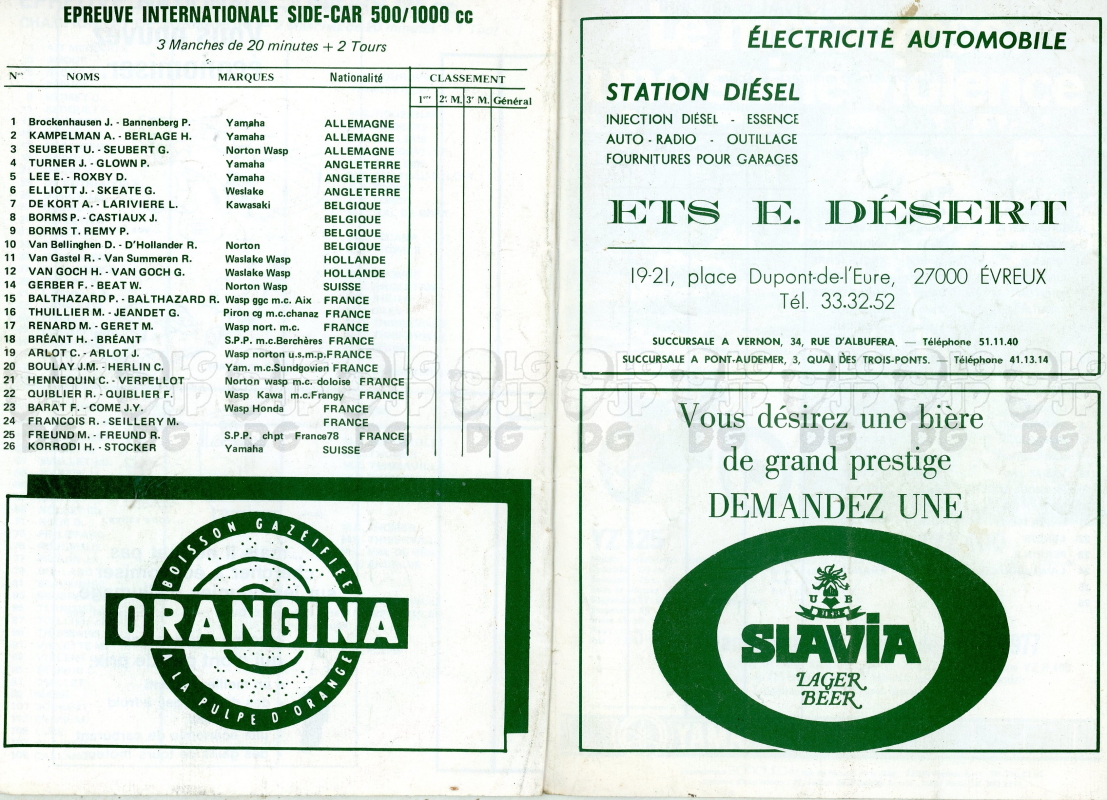 EPREUVE INTERNATIONALE SIDE-CAR 500/1000 cc
3 Manches de 20 minutes + 2 Tours
Nos NOMS MARQUES Nationalité CLASSEMENT
1ère 2e M. 3e M. Général
1 Brockenhausen J. - Bannenberg P. Yamaha ALLEMAGNE
2 KAMPELMAN A. - BERLAGE H. Yamaha ALLEMAGNE
3 SEUBERT U. - SEUBERT G. Norton Wasp ALLEMAGNE
4 TURNER J. - GLOWN P. Yamaha ANGLETERRE
5 LEE E. - ROXBY D. Yamaha ANGLETERRE
6 ELLIOTT J. - SKEATE G. Weslake ANGLETERRE
7 DE KORT A. - LARIVIERE L. Kawasaki BELGIQUE
8 BORMS P. - CASTIAUX J. BELGIQUE
9 BORMS T. REMY P. BELGIQUE
10 Van Bellinghen D. - D'Hollander R. Norton BELGIQUE
11 Van Gastel R. - Van Summeren R. Waslake Wasp HOLLANDE
12 VAN GOCH H. - VAN GOCH G. Waslake Wasp HOLLANDE
14 GERBER F. - BEAT W. Norton Wasp SUISSE
15 BALTHAZARD P. - BALTHAZARD R. Wasp ggc m.c. Aix FRANCE
16 THUILLIER M. - JEANDET G. Piron cg m.c.chanaz FRANCE
17 RENARD M. - GERET M. Wasp nort. m.c. FRANCE
18 BRÉANT H. - BRÉANT S.P.P. m.c.Berchères FRANCE
19 ARLOT C. - ARLOT J. Wasp norton u.s.m.p.FRANCE
20 BOULAY J.M. - HERLIN C. Yam. m.c.Sundgovien FRANCE
21 HENNEQUIN C. - VERPELLOT Norton wasp m.c. doloise FRANCE
22 QUIBLIER R. - QUIBLIER F. Wasp Kawa m.c.Frangy FRANCE
23 BARAT F. - COME J.Y. Wasp Honda FRANCE
24 FRANCOIS R. - SEILLERY M. FRANCE
25 FREUND M. - FREUND R. S.P.P. chpt France78 FRANCE
26 KORRODI H. - STOCKER Yamaha SUISSE
BOISSON GAZÉIFIÉE
ORANGINA
A LA PULPE D'ORANGE
ÉLECTRICITÉ AUTOMOBILE
STATION DIÉSEL
INJECTION DIÉSEL - ESSENCE
AUTO - RADIO - OUTILLAGE
FOURNITURES POUR GARAGES
ETS E. DÉSERT
19-21, place Dupont-de-l'Eure, 27000 ÉVREUX
Tél. 33.32.52
SUCCURSALE A VERNON, 34, RUE D'ALBUFERA. — Téléphone 51.11.40
SUCCURSALE A PONT-AUDEMER, 3, QUAI DES TROIS-PONTS. — Téléphone 41.13.14
Vous désirez une bière
de grand prestige
DEMANDEZ UNE
U B
BIÈRE
SLAVIA
LAGER
BEER
LG JP DG